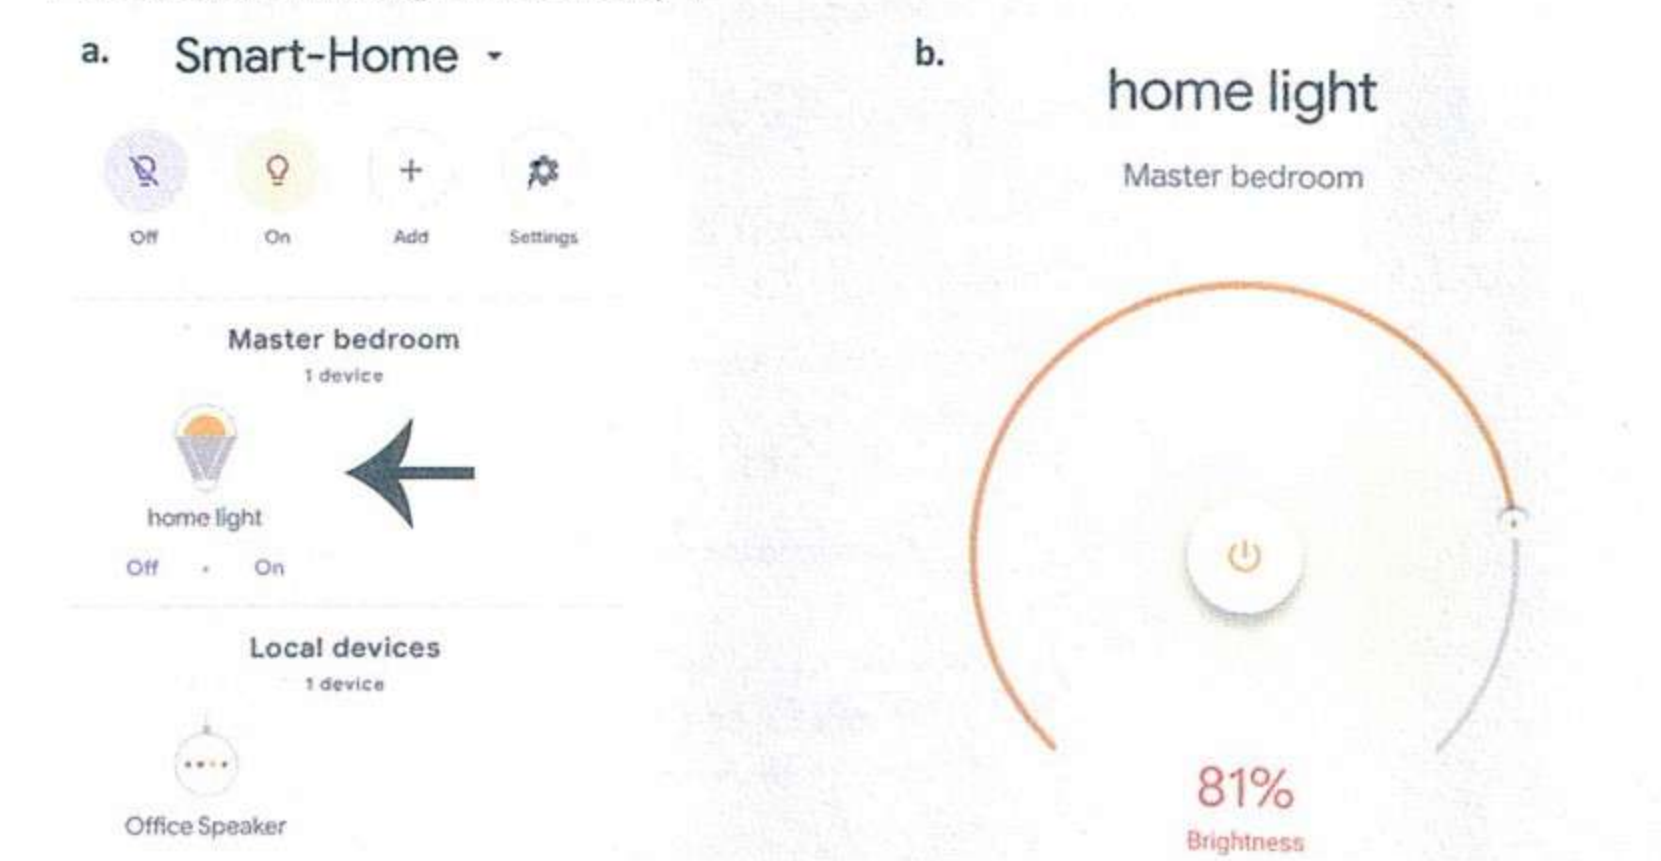 a.
Smart-Home
Off
On
Add
Settings
Master bedroom
1 device
home light
Off
On
Local devices
1 device
Office Speaker
b.
home light
Master bedroom
81%
Brightness